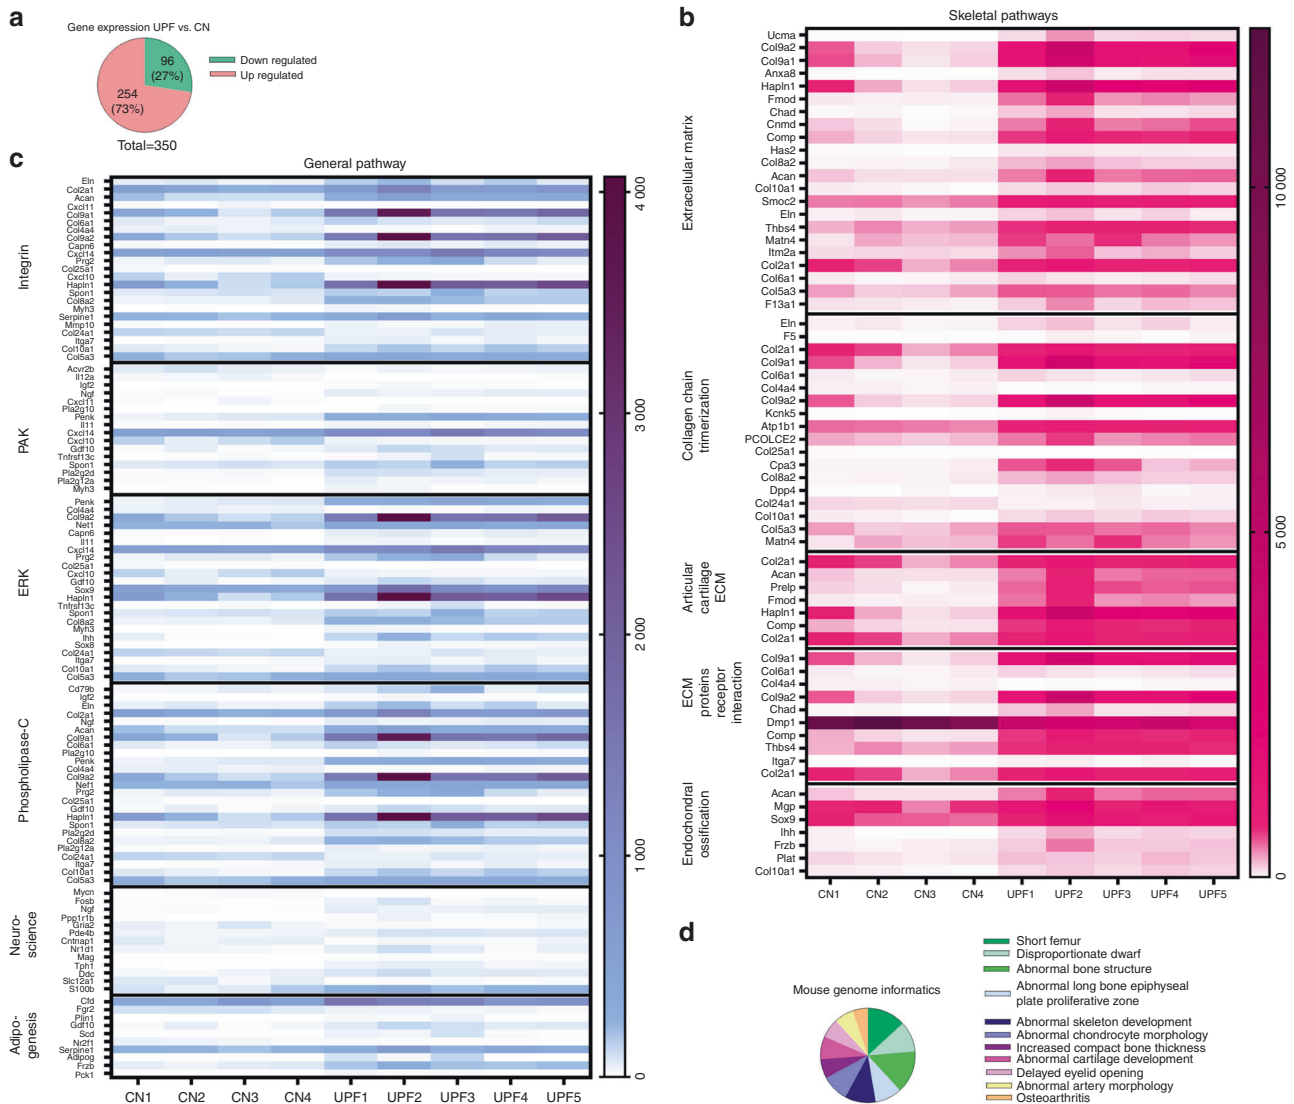 a
Gene expression UPF vs. CN
96
(27%)
254
(73%)
Down regulated
Up regulated
Total=350
c
General pathway
Integrin
Eln
Col2a1
Acan
Cxcl11
Col9a1
Col6a1
Col4a4
Col9a2
Capn6
Cxcl14
Prg2
Col25a1
Cxcl10
Hapln1
Spon1
Col8a2
Myh3
Serpine1
Mmp10
Col24a1
Itga7
Col10a1
Col5a3
PAK
Acvr2b
Il12a
Igf2
Ngf
Cxcl11
Pla2g10
Penk
Il11
Cxcl14
Cxcl10
Gdf10
Tnfrsf13c
Spon1
Pla2g2d
Pla2g12a
Myh3
ERK
Penk
Col4a4
Col9a2
Net1
Capn6
Il11
Cxcl14
Prg2
Col25a1
Cxcl10
Gdf10
Sox9
Hapln1
Tnfrsf13c
Spon1
Col8a2
Myh3
Ihh
Sox8
Col24a1
Itga7
Col10a1
Col5a3
Phospholipase-C
Cd79b
Igf2
Eln
Col2a1
Ngf
Acan
Col9a1
Col6a1
Pla2g10
Penk
Col4a4
Col9a2
Nef1
Prg2
Col25a1
Gdf10
Hapln1
Spon1
Pla2g2d
Col8a2
Pla2g12a
Col24a1
Itga7
Col10a1
Col5a3
Neuro-
science
Mycn
Fosb
Ngf
Ppp1r1b
Gria2
Pde4b
Cntnap1
Nr1d1
Mag
Tph1
Ddc
Slc12a1
S100b
Adipo-
genesis
Cfd
Fgr2
Plin1
Gdf10
Scd
Nr2f1
Serpine1
Adipog
Frzb
Pck1
CN1 CN2 CN3 CN4 UPF1 UPF2 UPF3 UPF4 UPF5
4 000
3 000
2 000
1 000
0
b
Skeletal pathways
Extracellular matrix
Ucma
Col9a2
Col9a1
Anxa8
Hapln1
Fmod
Chad
Cnmd
Comp
Has2
Col8a2
Acan
Col10a1
Smoc2
Eln
Thbs4
Matn4
Itm2a
Col2a1
Col6a1
Col5a3
F13a1
Collagen chain
trimerization
Eln
F5
Col2a1
Col9a1
Col6a1
Col4a4
Col9a2
Kcnk5
Atp1b1
PCOLCE2
Col25a1
Cpa3
Col8a2
Dpp4
Col24a1
Col10a1
Col5a3
Matn4
Articular
cartilage
ECM
Col2a1
Acan
Prelp
Fmod
Hapln1
Comp
Col2a1
ECM
proteins
receptor
interaction
Col9a1
Col6a1
Col4a4
Col9a2
Chad
Dmp1
Comp
Thbs4
Itga7
Col2a1
Endochondral
ossification
Acan
Mgp
Sox9
Ihh
Frzb
Plat
Col10a1
CN1 CN2 CN3 CN4 UPF1 UPF2 UPF3 UPF4 UPF5
10 000
5 000
0
d
Mouse genome informatics
Short femur
Disproportionate dwarf
Abnormal bone structure
Abnormal long bone epiphyseal
plate proliferative zone
Abnormal skeleton development
Abnormal chondrocyte morphology
Increased compact bone thickness
Abnormal cartilage development
Delayed eyelid opening
Abnormal artery morphology
Osteoarthritis